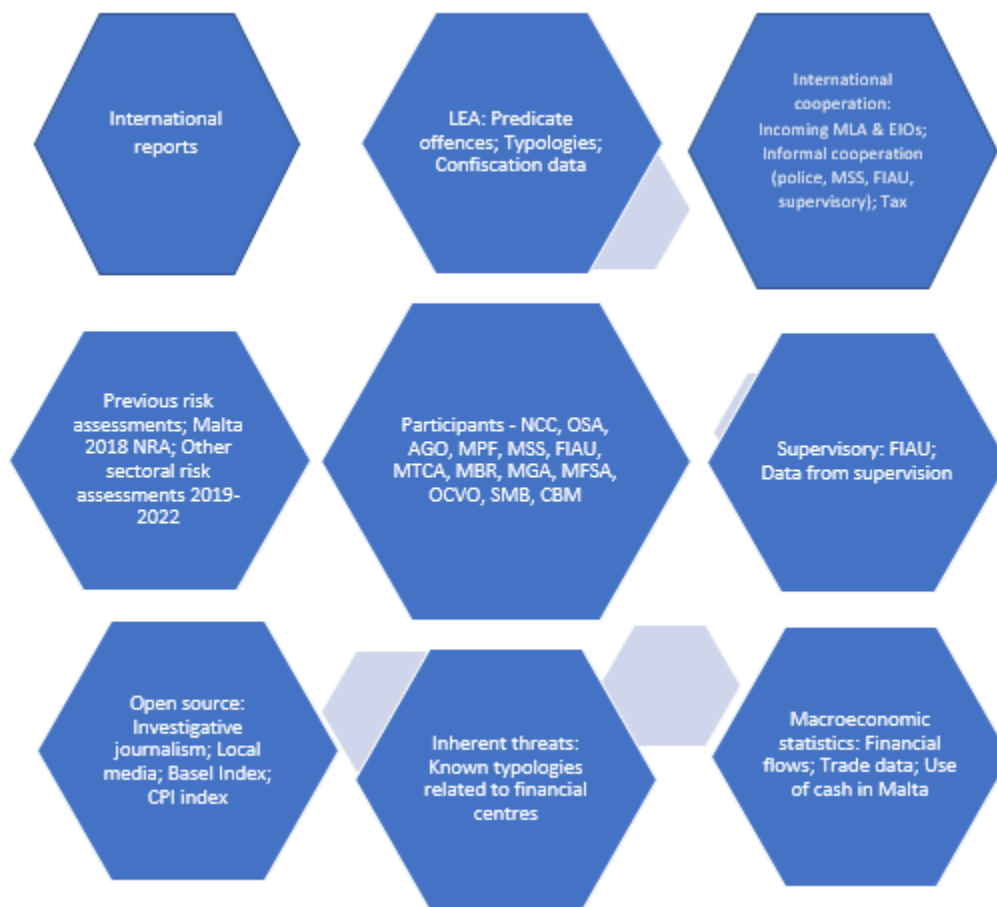 International
reports
LEA: Predicate
offences; Typologies;
Confiscation data
International
cooperation:
Incoming MLA & EIOs;
Informal cooperation
(police, MSS, FIAU,
supervisory); Tax
Previous risk
assessments; Malta
2018 NRA; Other
sectoral risk
assessments 2019-
2022
Participants - NCC, OSA,
AGO, MPF, MSS, FIAU,
MTCA, MBR, MGA, MFSA,
OCVO, SMB, CBM
Supervisory: FIAU;
Data from supervision
Open source:
Investigative
journalism; Local
media; Basel Index;
CPI index
Inherent threats:
Known typologies
related to financial
centres
Macroeconomic
statistics: Financial
flows; Trade data; Use
of cash in Malta